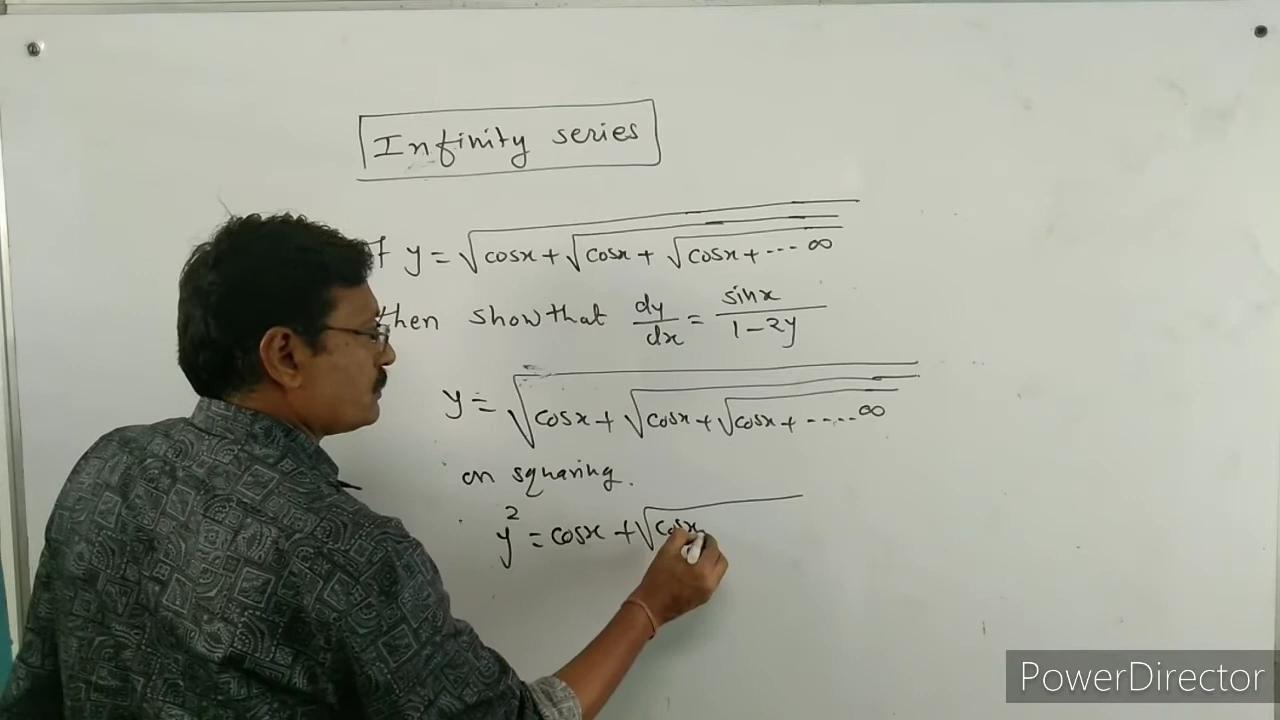 Infinity series
f y = √cosx + √cosx + √cosx + --- ∞
then show that dy/dx = sinx/1-2y
y = √cosx + √cosx + √cosx + ----- ∞
on squaring.
y² = cosx + √cosx
PowerDirector